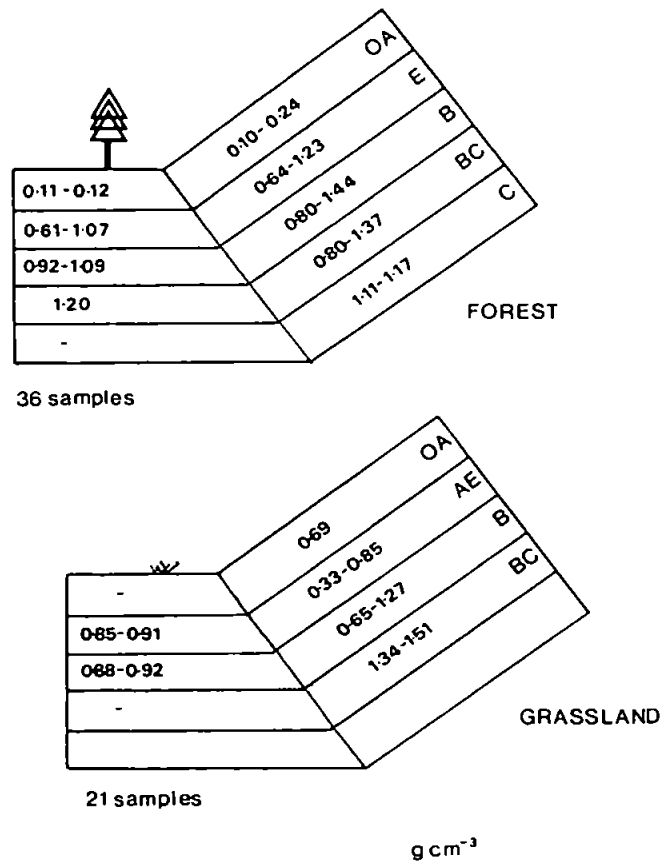 OA
E
B
BC
C
0·10-0·24
0·64-1·23
0·80-1·44
0·80-1·37
1·11-1·17
0·11-0·12
0·61-1·07
0·92-1·09
1·20
-
FOREST
36 samples
OA
AE
B
BC
0·69
0·33-0·85
0·65-1·27
1·34-1·51
-
0·85-0·91
0·88-0·92
-
GRASSLAND
21 samples
g cm⁻³